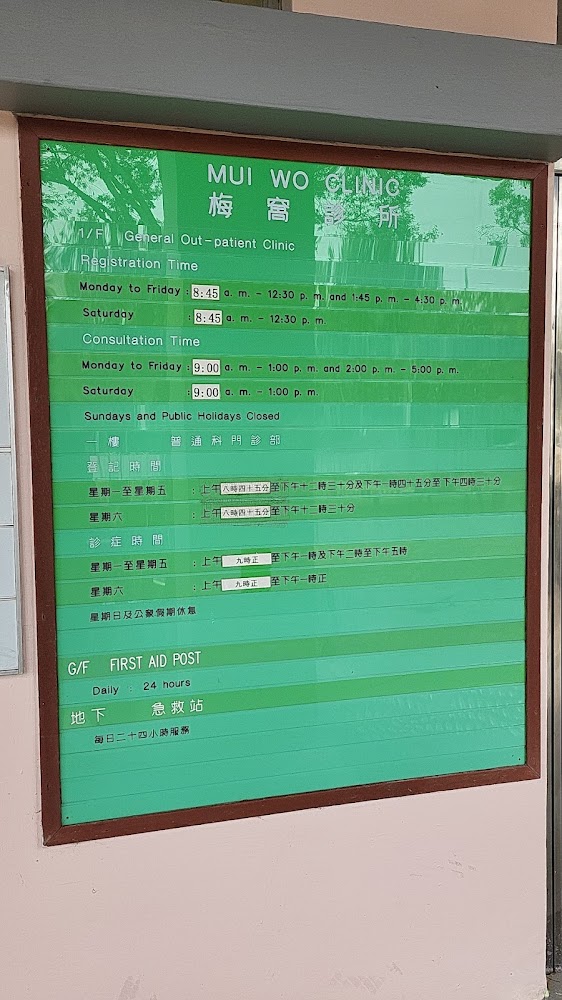 MUI WO CLINIC
梅窩診所
1/F General Out-patient Clinic
Registration Time
Monday to Friday : 8:45 a. m. - 12:30 p. m. and 1:45 p. m. - 4:30 p. m.
Saturday : 8:45 a. m. - 12:30 p. m.
Consultation Time
Monday to Friday : 9:00 a. m. - 1:00 p. m. and 2:00 p. m. - 5:00 p. m.
Saturday : 9:00 a. m. - 1:00 p. m.
Sundays and Public Holidays Closed
一樓 普通科門診部
登記時間
星期一至星期五 : 上午八時四十五分至下午十二時三十分及下午一時四十五分至下午四時三十分
星期六 : 上午八時四十五分至下午十二時三十分
診症時間
星期一至星期五 : 上午九時正至下午一時及下午二時至下午五時
星期六 : 上午九時正至下午一時正
星期日及公眾假期休息
G/F FIRST AID POST
Daily : 24 hours
地下 急救站
每日二十四小時服務